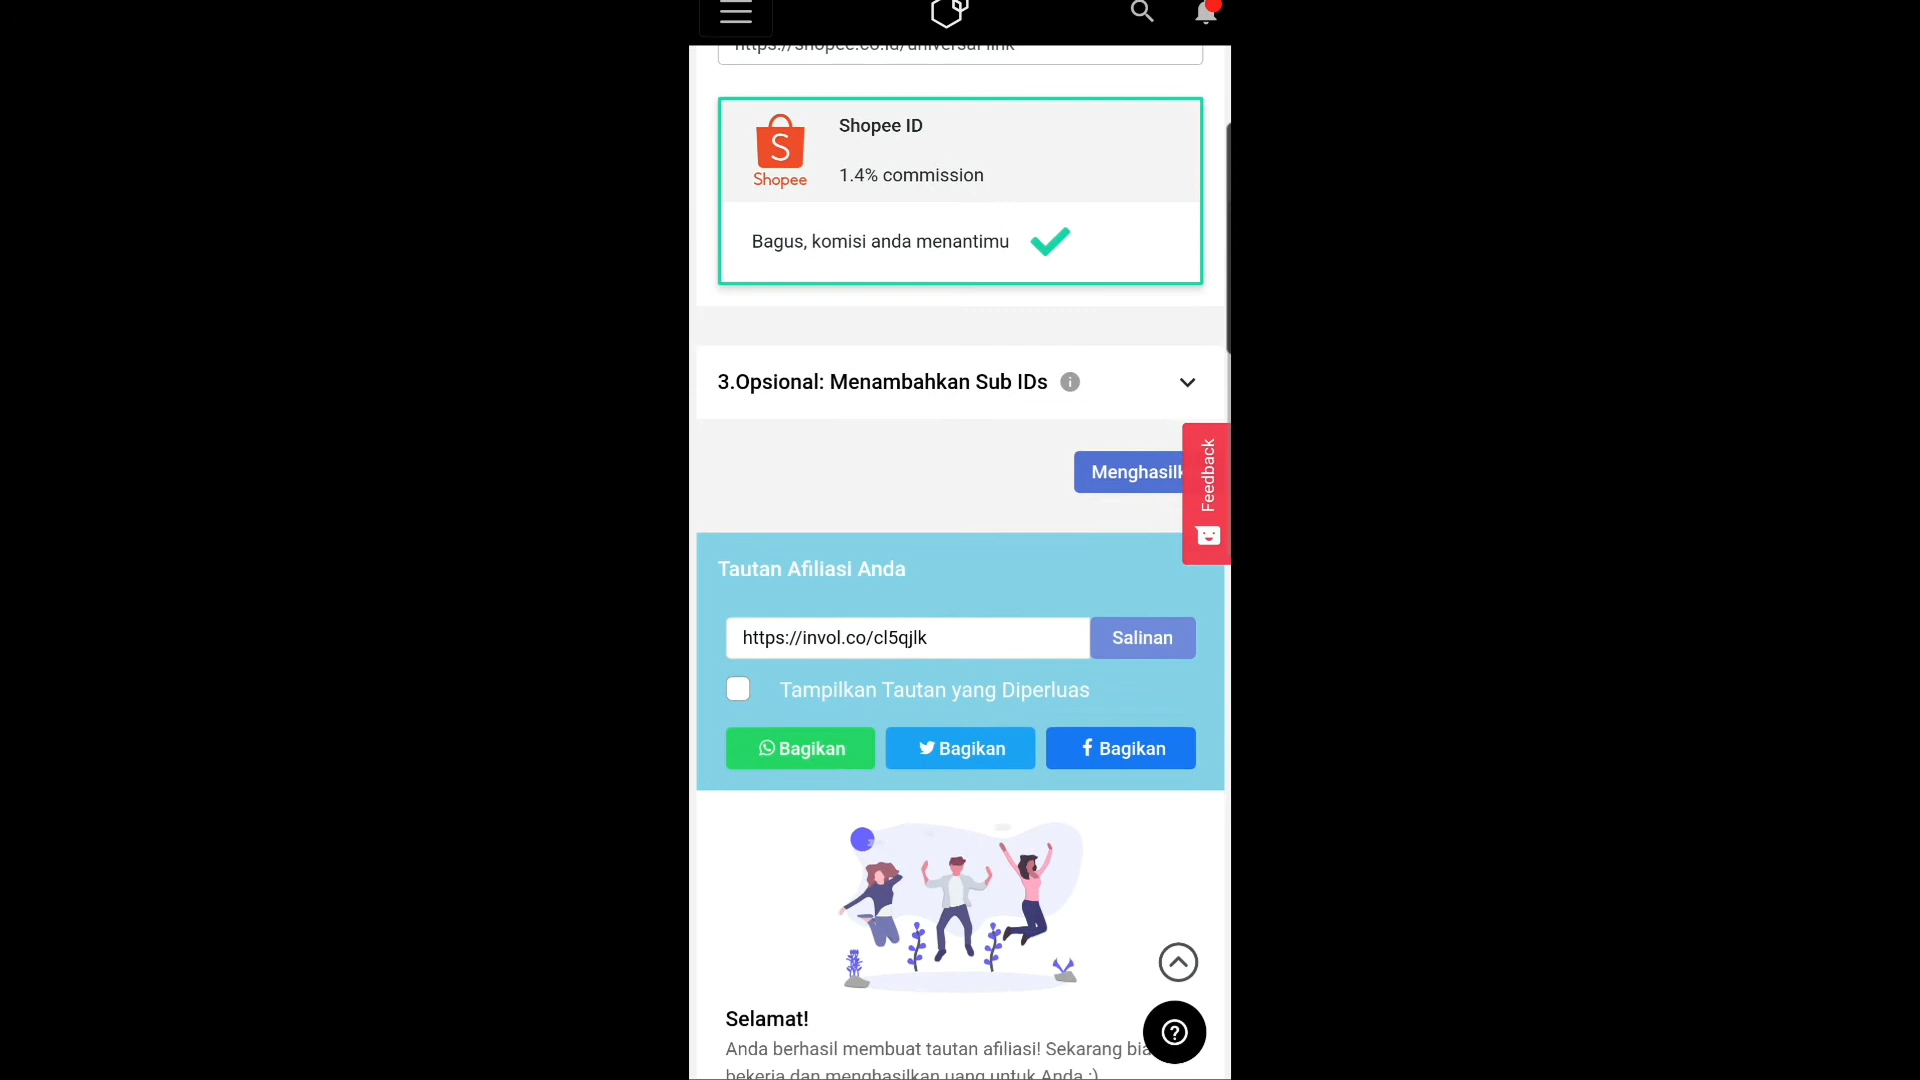 https://shopee.co.id/universal-link
S
Shopee
Shopee ID
1.4% commission
Bagus, komisi anda menantimu
3.Opsional: Menambahkan Sub IDs
Menghasilk
Feedback
Tautan Afiliasi Anda
https://invol.co/cl5qjlk
Salinan
Tampilkan Tautan yang Diperluas
Bagikan
Bagikan
Bagikan
Selamat!
Anda berhasil membuat tautan afiliasi! Sekarang bia
bekerja dan menghasilkan uang untuk Anda :)